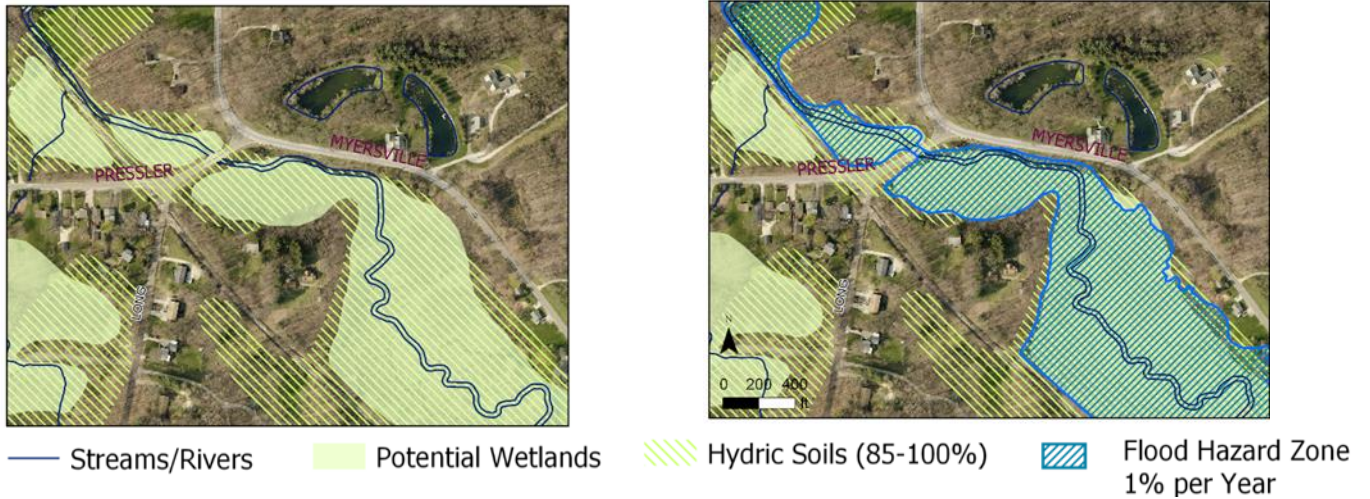 PRESSLER
MYERSVILLE
LONG
PRESSLER
MYERSVILLE
LONG
N
0 200 400
ft
Streams/Rivers
Potential Wetlands
Hydric Soils (85-100%)
Flood Hazard Zone
1% per Year